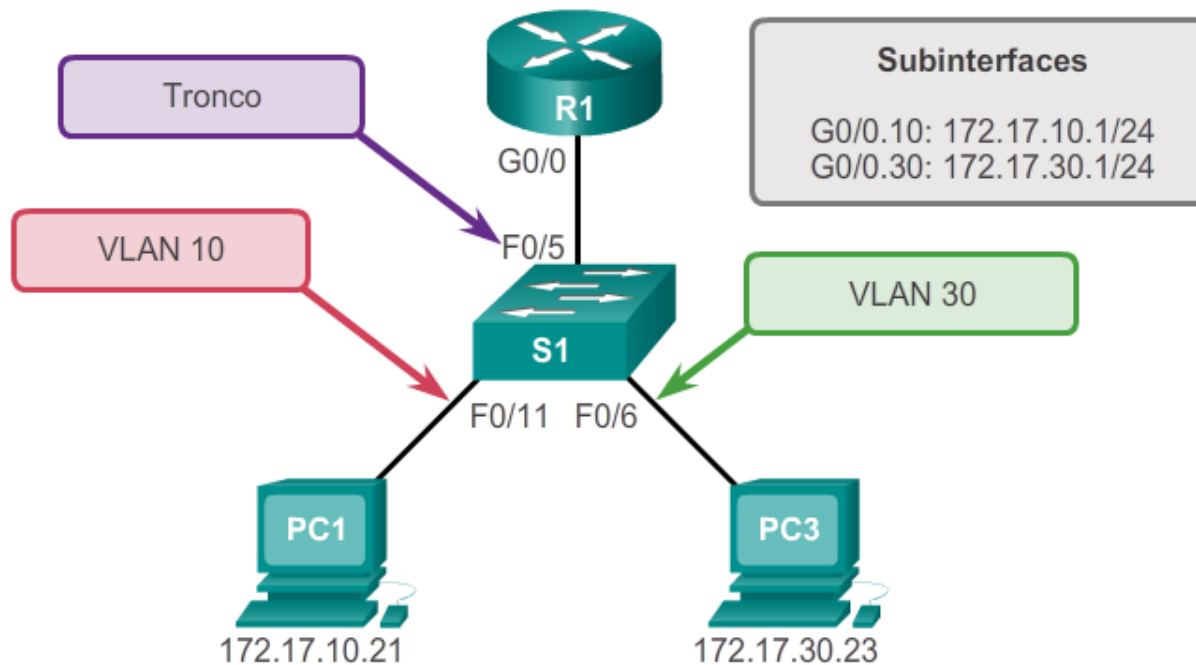 Tronco
R1
Subinterfaces
G0/0.10: 172.17.10.1/24
G0/0.30: 172.17.30.1/24
G0/0
VLAN 10
F0/5
VLAN 30
S1
F0/11
F0/6
PC1
PC3
172.17.10.21
172.17.30.23